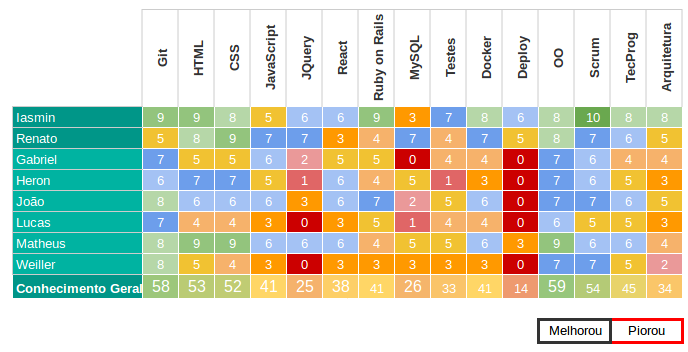 Git HTML CSS JavaScript JQuery React Ruby on Rails MySQL Testes Docker Deploy OO Scrum TecProg Arquitetura
Iasmin 9 9 8 5 6 6 9 3 7 8 6 8 10 8 8
Renato 5 8 9 7 7 3 4 7 4 7 5 8 7 6 5
Gabriel 7 5 5 6 2 5 5 0 4 4 0 7 6 4 4
Heron 6 7 7 5 1 6 4 5 1 3 0 7 6 5 3
João 8 6 6 6 3 6 7 2 5 6 0 7 7 6 5
Lucas 7 4 4 3 0 3 5 1 4 4 0 6 5 5 3
Matheus 8 9 9 6 6 6 4 5 5 6 3 9 6 6 4
Weiller 8 5 4 3 0 3 3 3 3 3 0 7 7 5 2
Conhecimento Geral 58 53 52 41 25 38 41 26 33 41 14 59 54 45 34
Melhorou Piorou